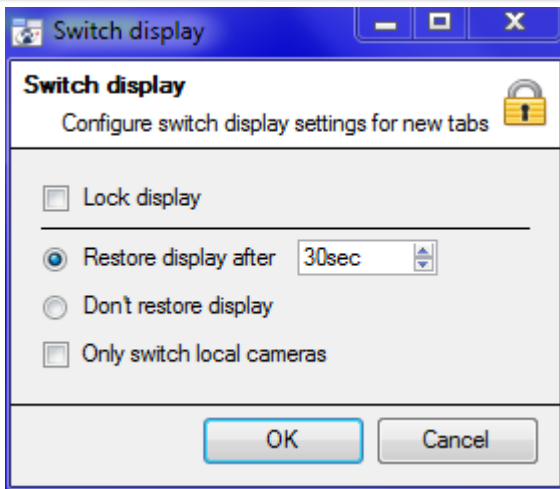 Switch display
Switch display
Configure switch display settings for new tabs
Lock display
Restore display after 30sec
Don't restore display
Only switch local cameras
OK Cancel